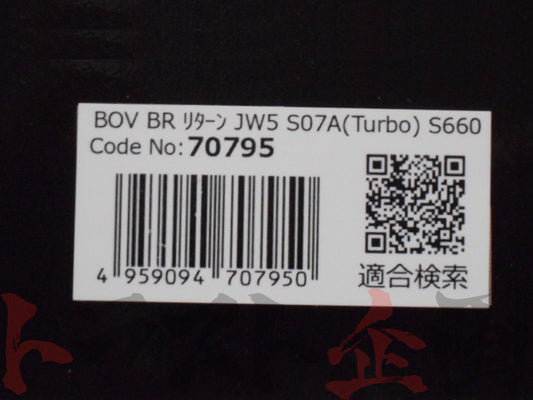 BOV BR ﾘﾀｰﾝ JW5 S07A(Turbo) S660
Code No: 70795
4 959094 707950
適合検索